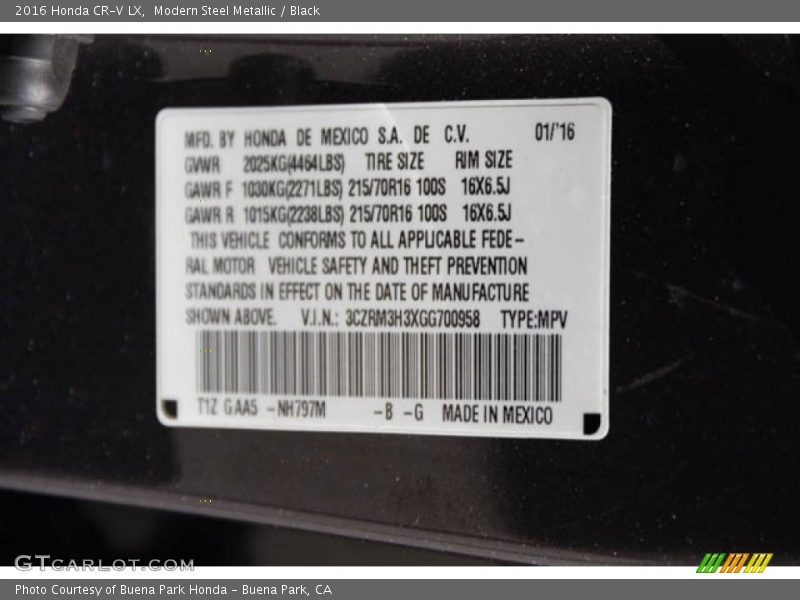 2016 Honda CR-V LX,  Modern Steel Metallic / Black
MFD. BY HONDA DE MEXICO S.A. DE C.V. 01/'16
GVWR 2025KG(4464LBS) TIRE SIZE RIM SIZE
GAWR F 1030KG(2271LBS) 215/70R16 100S 16X6.5J
GAWR R 1015KG(2238LBS) 215/70R16 100S 16X6.5J
THIS VEHICLE CONFORMS TO ALL APPLICABLE FEDE-
RAL MOTOR VEHICLE SAFETY AND THEFT PREVENTION
STANDARDS IN EFFECT ON THE DATE OF MANUFACTURE
SHOWN ABOVE. V.I.N.: 3CZRM3H3XGG700958 TYPE:MPV
T1Z GAA5 -NH797M -B -G MADE IN MEXICO
GTCARLOT.COM
Photo Courtesy of Buena Park Honda - Buena Park, CA